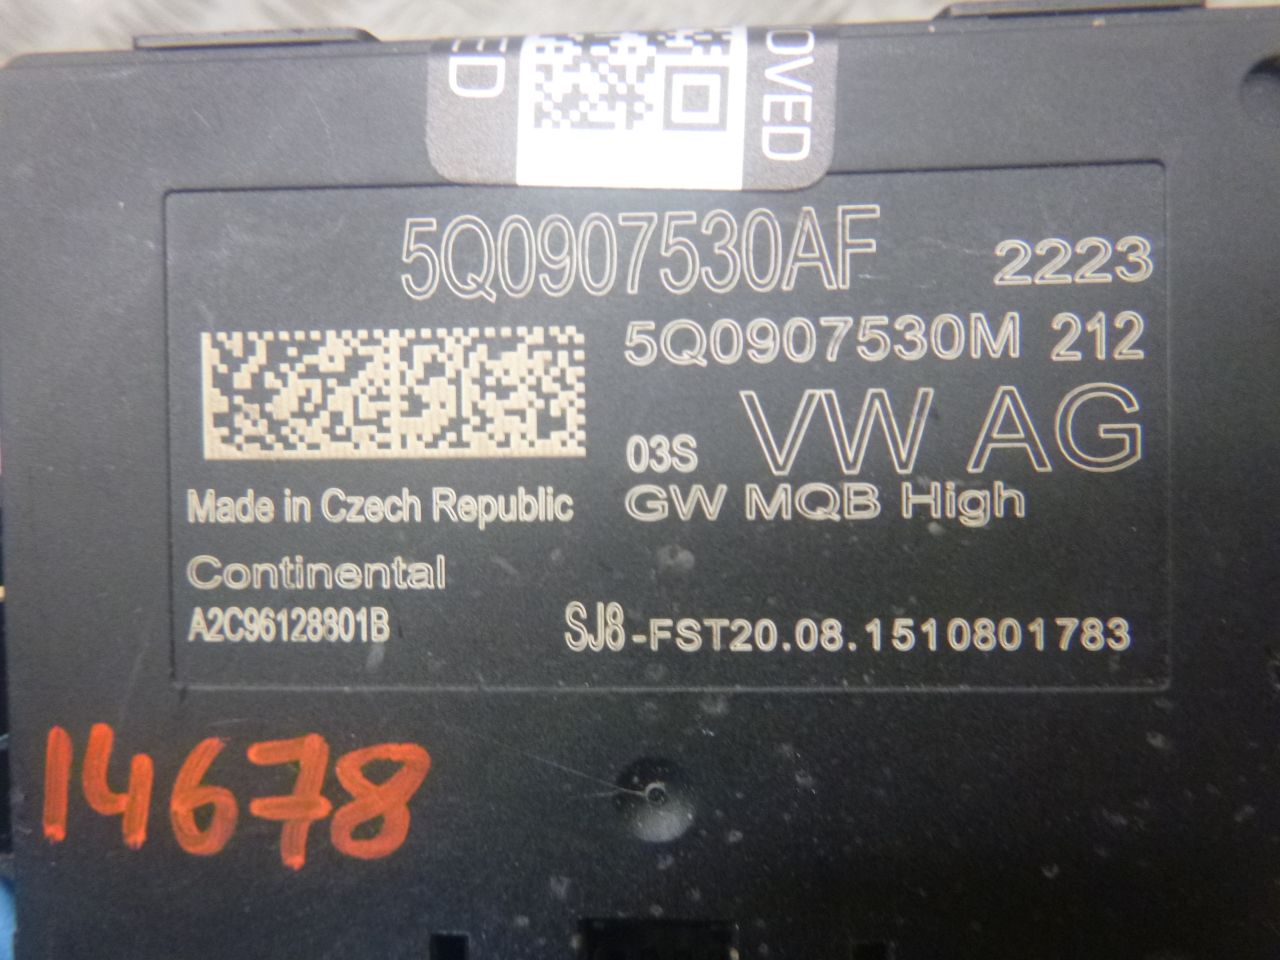 5Q0907530AF 2223
5Q0907530M 212
03S VW AG
Made in Czech Republic GW MQB High
Continental
A2C96128801B SJ8-FST20.08.1510801783
14678